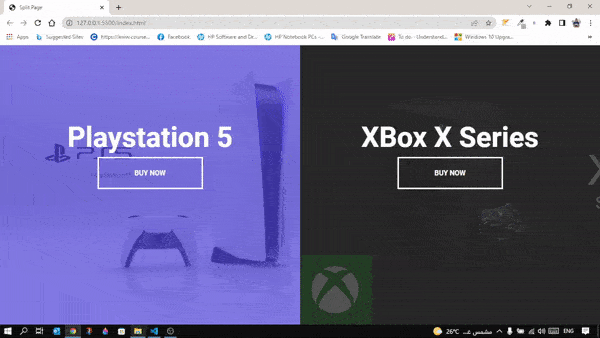 Split Page
127.0.0.1:5500/index.html
Apps Suggested Sites https://www.course... Facebook HP Software and Dr... HP Notebook PCs -... Google Translate To do - Understand... Windows 10 Upgra...
Playstation 5
XBox X Series
PS5
BUY NOW
BUY NOW
X
S
26°C مشمس غـ... ENG